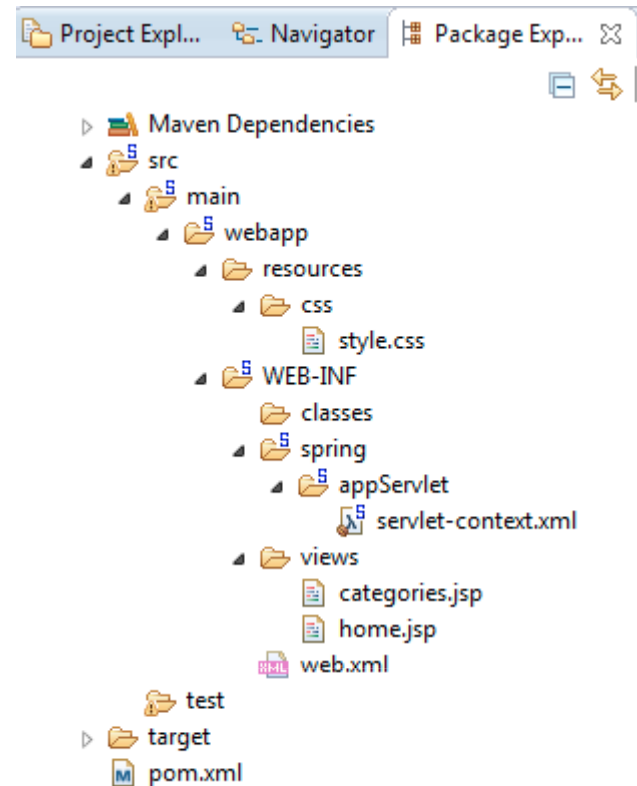 Project Expl... Navigator Package Exp...
Maven Dependencies
src
main
webapp
resources
css
style.css
WEB-INF
classes
spring
appServlet
servlet-context.xml
views
categories.jsp
home.jsp
web.xml
test
target
pom.xml